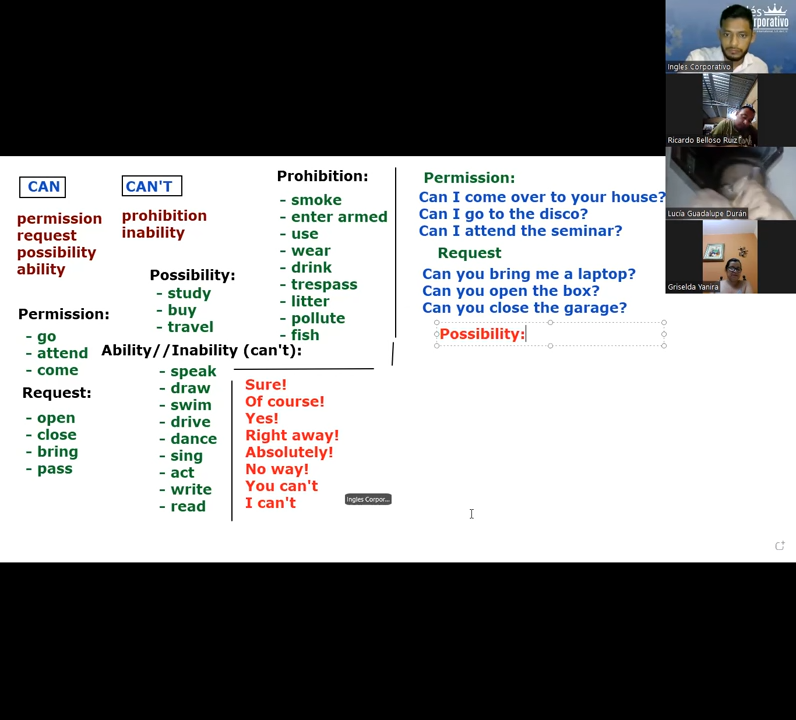 CAN
permission
request
possibility
ability
CAN'T
prohibition
inability
Permission:
- go
- attend
- come
Request:
- open
- close
- bring
- pass
Possibility:
- study
- buy
- travel
Ability//Inability (can't):
- speak
- draw
- swim
- drive
- dance
- sing
- act
- write
- read
Prohibition:
- smoke
- enter armed
- use
- wear
- drink
- trespass
- litter
- pollute
- fish
Sure!
Of course!
Yes!
Right away!
Absolutely!
No way!
You can't
I can't
Ingles Corpor...
Permission:
Can I come over to your house?
Can I go to the disco?
Can I attend the seminar?
Request
Can you bring me a laptop?
Can you open the box?
Can you close the garage?
Possibility:
Ingles Corporativo
Ricardo Belloso Ruiz
Lucía Guadalupe Durán
Griselda Yanira